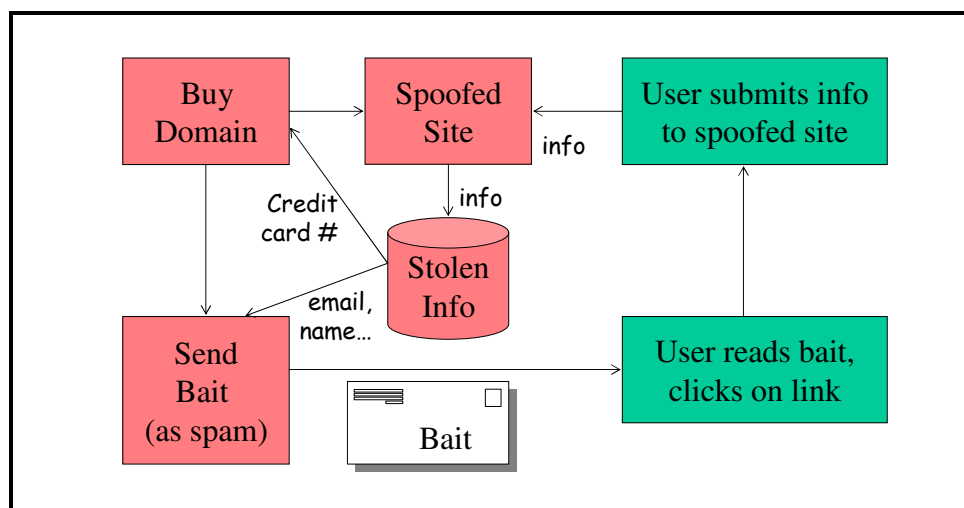 Buy
Domain
Spoofed
Site
User submits info
to spoofed site
info
info
Credit
card #
Stolen
Info
email,
name...
Send
Bait
(as spam)
User reads bait,
clicks on link
Bait